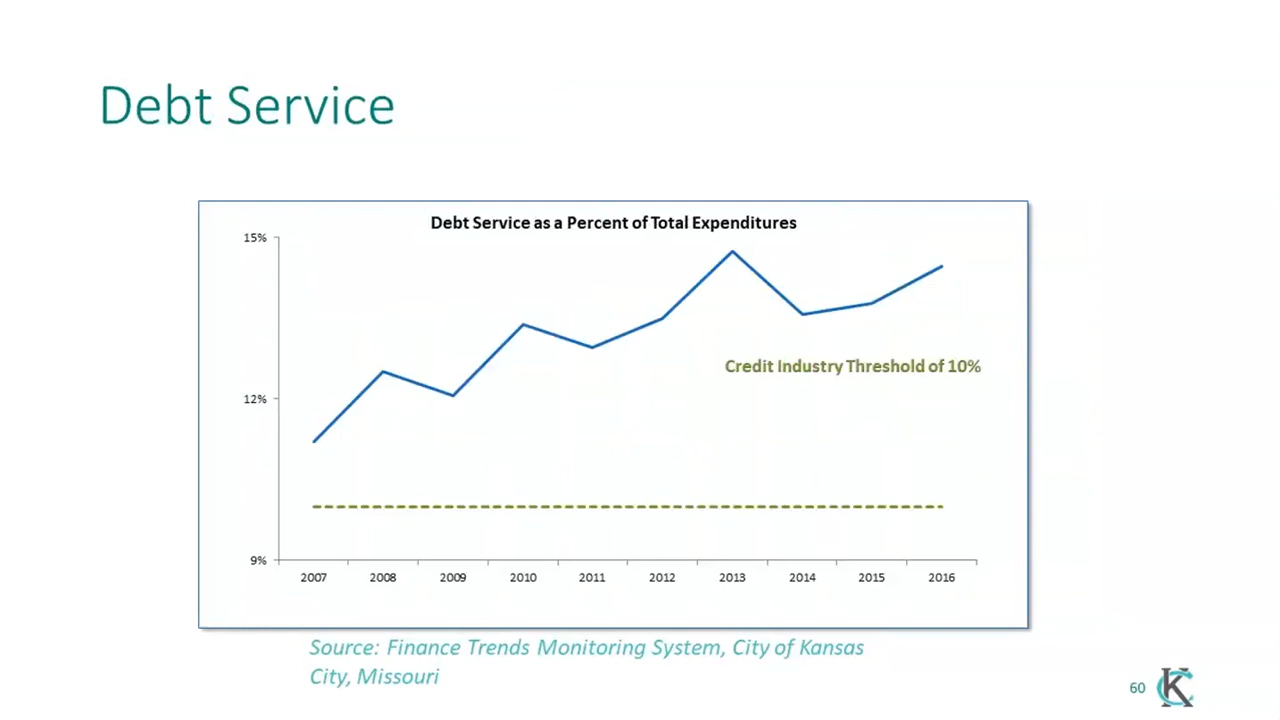 Debt Service
Debt Service as a Percent of Total Expenditures
15%
12%
9%
Credit Industry Threshold of 10%
2007 2008 2009 2010 2011 2012 2013 2014 2015 2016
Source: Finance Trends Monitoring System, City of Kansas
City, Missouri
60
KC